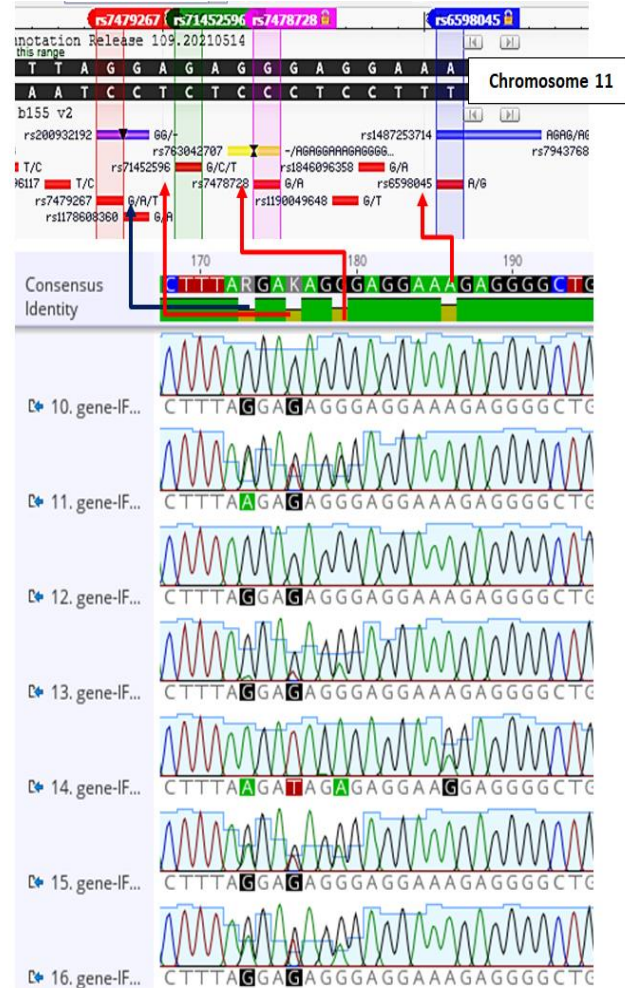 rs7479267 rs71452596 rs7478728 rs6598045
nnotation Release 109.20210514
this range
T T A G G A G A G G G A G G A A A
A A T C C T C T C C C T C C T T T
Chromosome 11
b155 v2
rs200932192 GG/- rs1487253714 AGAG/AG
rs763042707 -/AGAGGAAAGAGGGG... rs7943768
T/C rs71452596 G/C/T rs1846096358 G/A
96117 T/C rs7478728 G/A rs6598045 A/G
rs7479267 G/A/T rs1190049648 G/T
rs1178608360 G/A
170 180 190
Consensus CTTTARGAKAGGGAGGAAAGAGGGGCTG
Identity
10. gene-IF... CTTTAGGAGAGGGAGGAAAGAGGGGCTG
11. gene-IF... CTTTAAGAGAGGGAGGAAAGAGGGGCTG
12. gene-IF... CTTTAGGAGAGGGAGGAAAGAGGGGCTG
13. gene-IF... CTTTAGGAGAGGGAGGAAAGAGGGGCTG
14. gene-IF... CTTTAAGATAGAGAGGAAGGAGGGGCTG
15. gene-IF... CTTTAGGAGAGGGAGGAAAGAGGGGCTG
16. gene-IF... CTTTAGGAGAGGGAGGAAAGAGGGGCTG